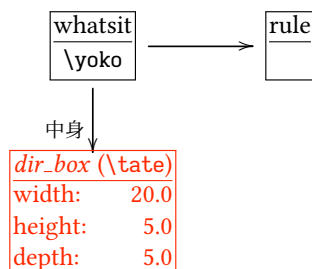 whatsit
\yoko
rule
中身
dir_box (\tate)
width: 20.0
height: 5.0
depth: 5.0